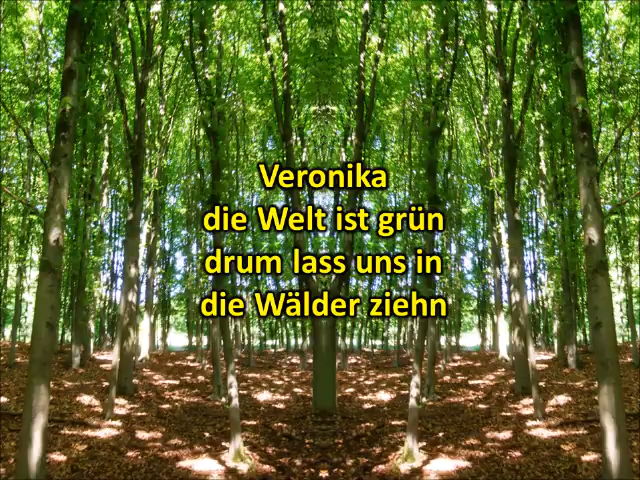 Veronika
die Welt ist grün
drum lass uns in
die Wälder ziehn